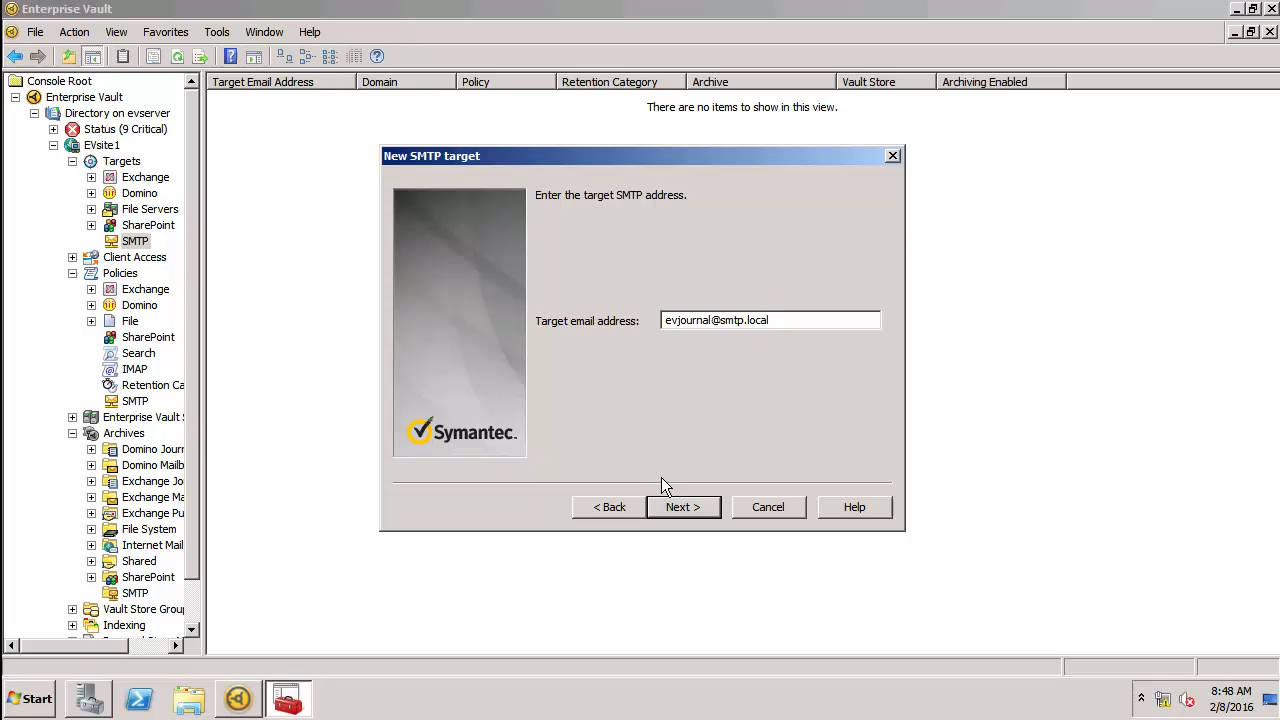 Enterprise Vault
File Action View Favorites Tools Window Help
Console Root
Enterprise Vault
Directory on evserver
Status (9 Critical)
EVsite1
Targets
Exchange
Domino
File Servers
SharePoint
SMTP
Client Access
Policies
Exchange
Domino
File
SharePoint
Search
IMAP
Retention Ca
SMTP
Enterprise Vault S
Archives
Domino Journ
Domino Mailb
Exchange Jo
Exchange Ma
Exchange Pu
File System
Internet Mail
Shared
SharePoint
SMTP
Vault Store Group
Indexing
Target Email Address Domain Policy Retention Category Archive Vault Store Archiving Enabled
There are no items to show in this view.
New SMTP target
Enter the target SMTP address.
Target email address: evjournal@smtp.local
Symantec.
< Back Next > Cancel Help
Start
8:48 AM
2/8/2016